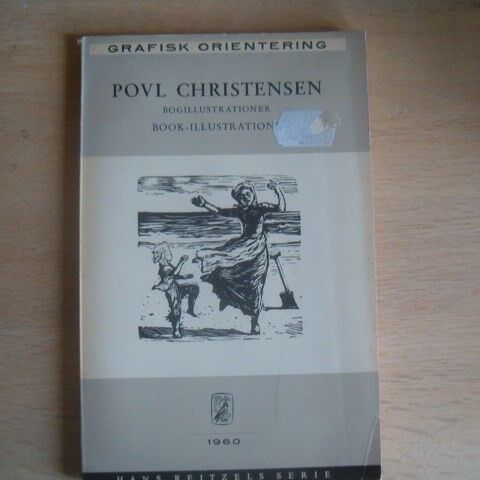 GRAFISK ORIENTERING
POVL CHRISTENSEN
BOGILLUSTRATIONER
BOOK-ILLUSTRATION
1960
HANS REITZELS SERIE